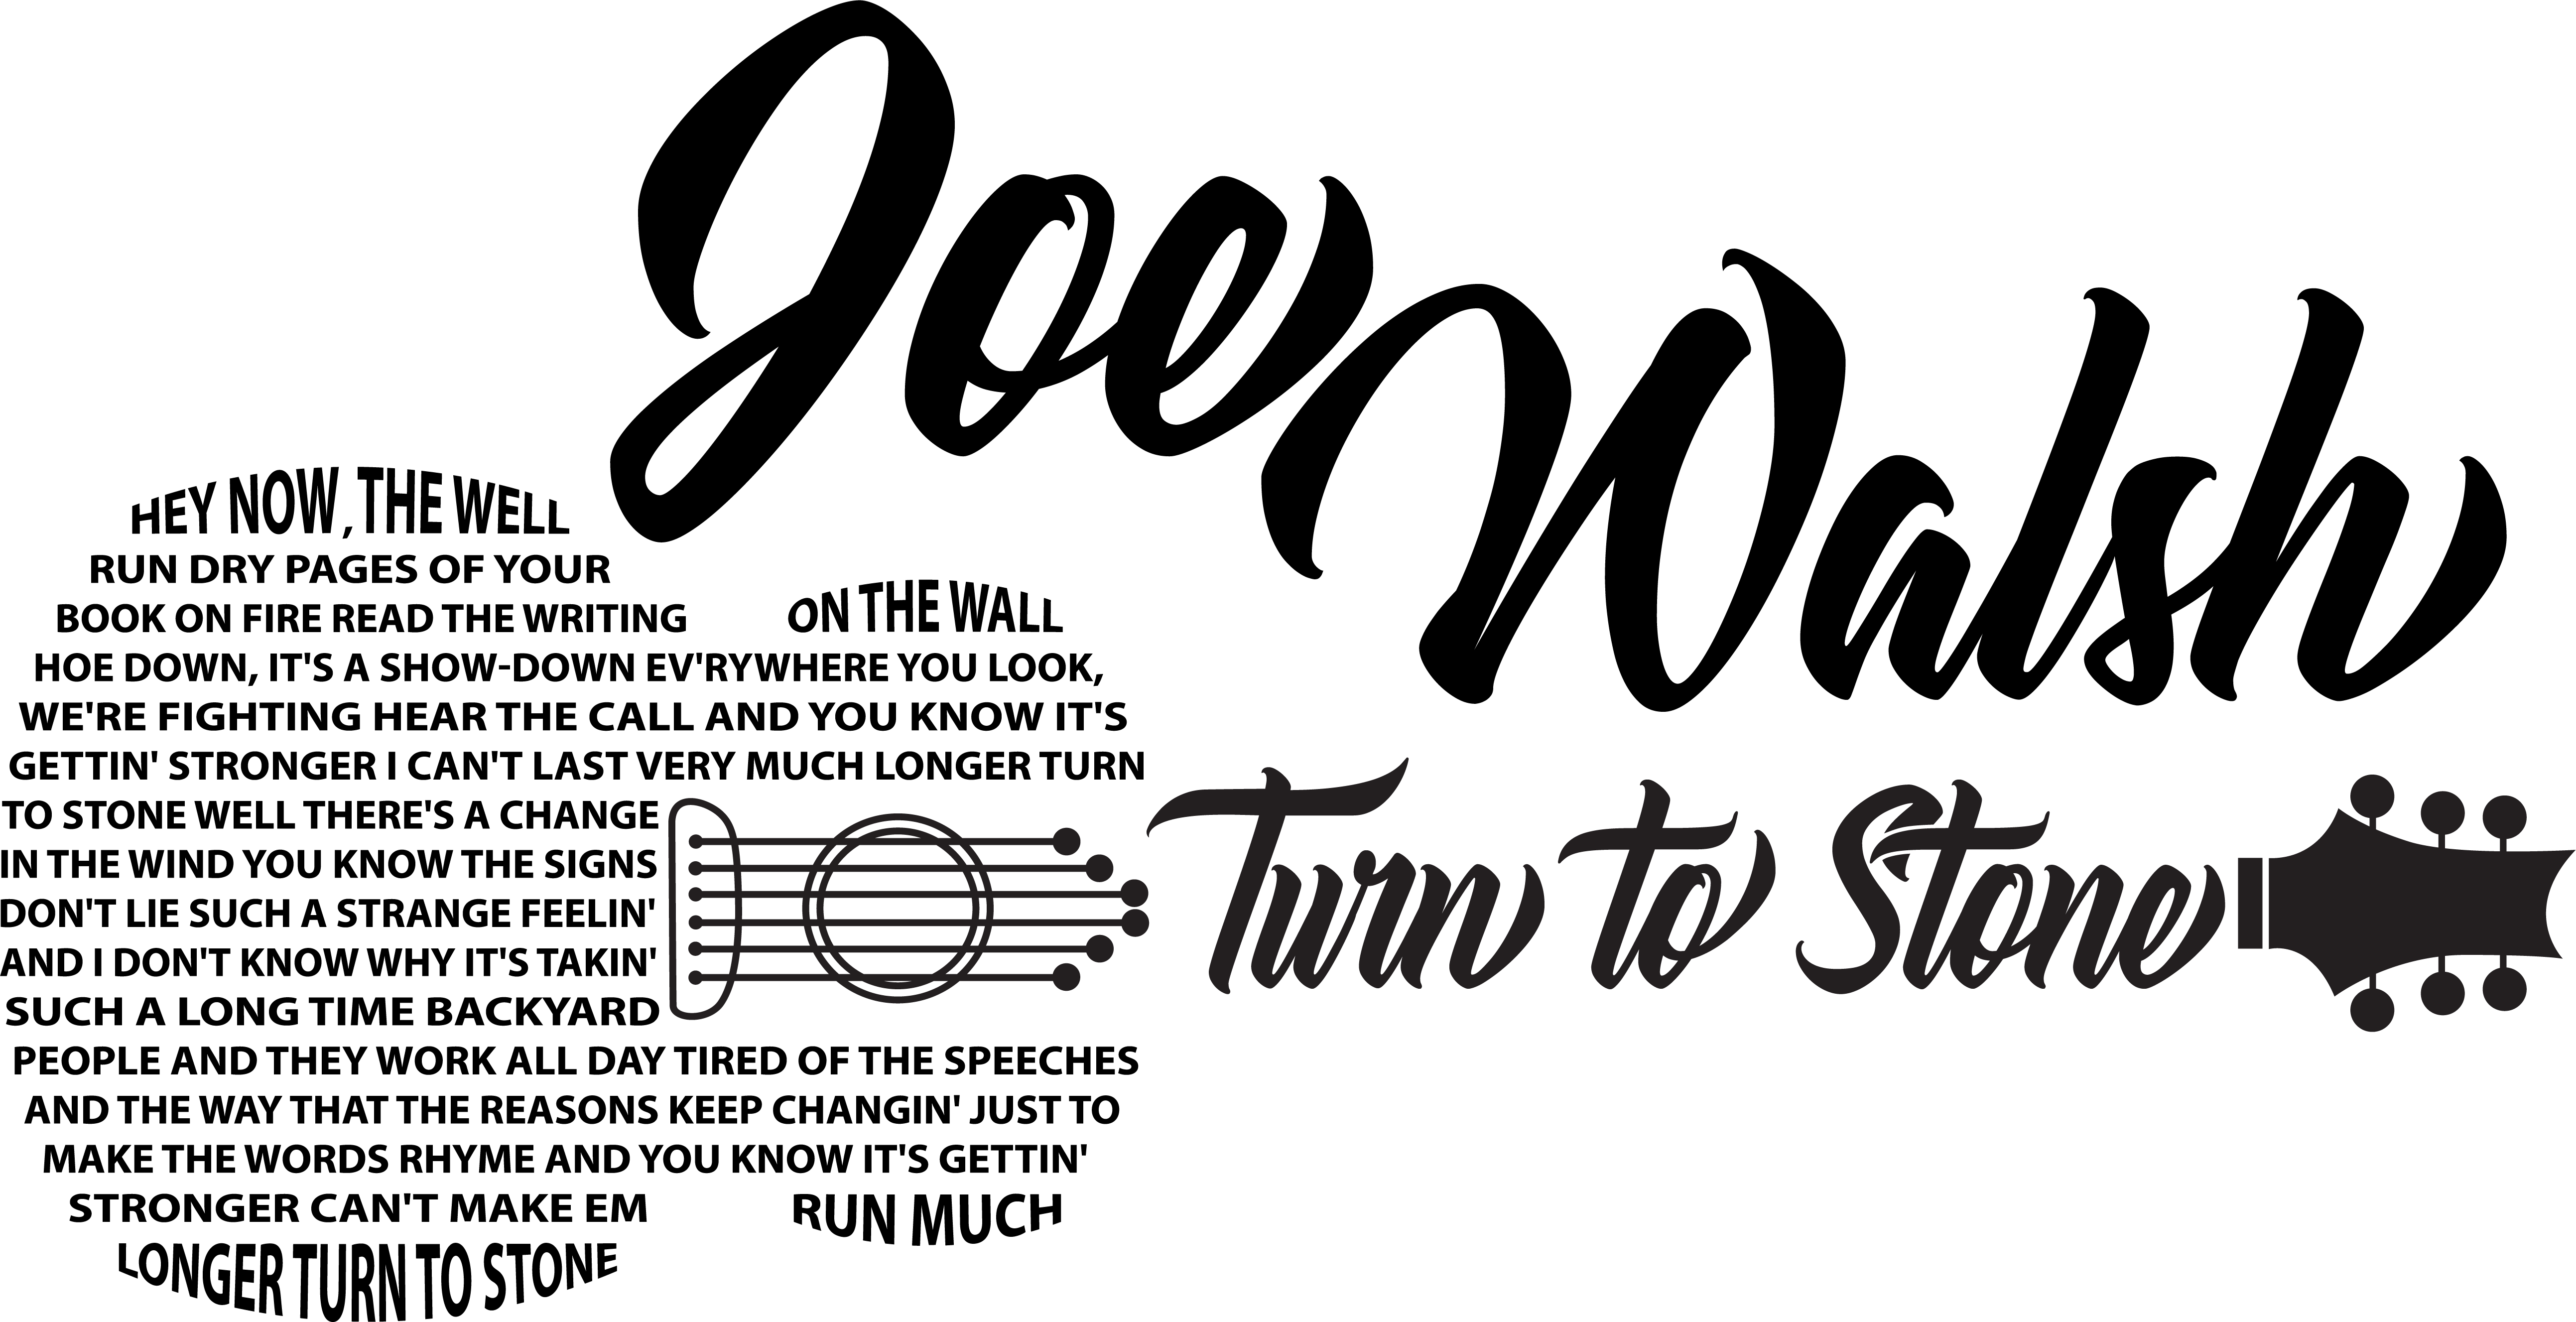 Joe Walsh
HEY NOW, THE WELL
RUN DRY PAGES OF YOUR
BOOK ON FIRE READ THE WRITING ON THE WALL
HOE DOWN, IT'S A SHOW-DOWN EV'RYWHERE YOU LOOK,
WE'RE FIGHTING HEAR THE CALL AND YOU KNOW IT'S
GETTIN' STRONGER I CAN'T LAST VERY MUCH LONGER TURN
TO STONE WELL THERE'S A CHANGE
IN THE WIND YOU KNOW THE SIGNS
DON'T LIE SUCH A STRANGE FEELIN'
AND I DON'T KNOW WHY IT'S TAKIN'
SUCH A LONG TIME BACKYARD
PEOPLE AND THEY WORK ALL DAY TIRED OF THE SPEECHES
AND THE WAY THAT THE REASONS KEEP CHANGIN' JUST TO
MAKE THE WORDS RHYME AND YOU KNOW IT'S GETTIN'
STRONGER CAN'T MAKE EM RUN MUCH
LONGER TURN TO STONE
Turn to Stone